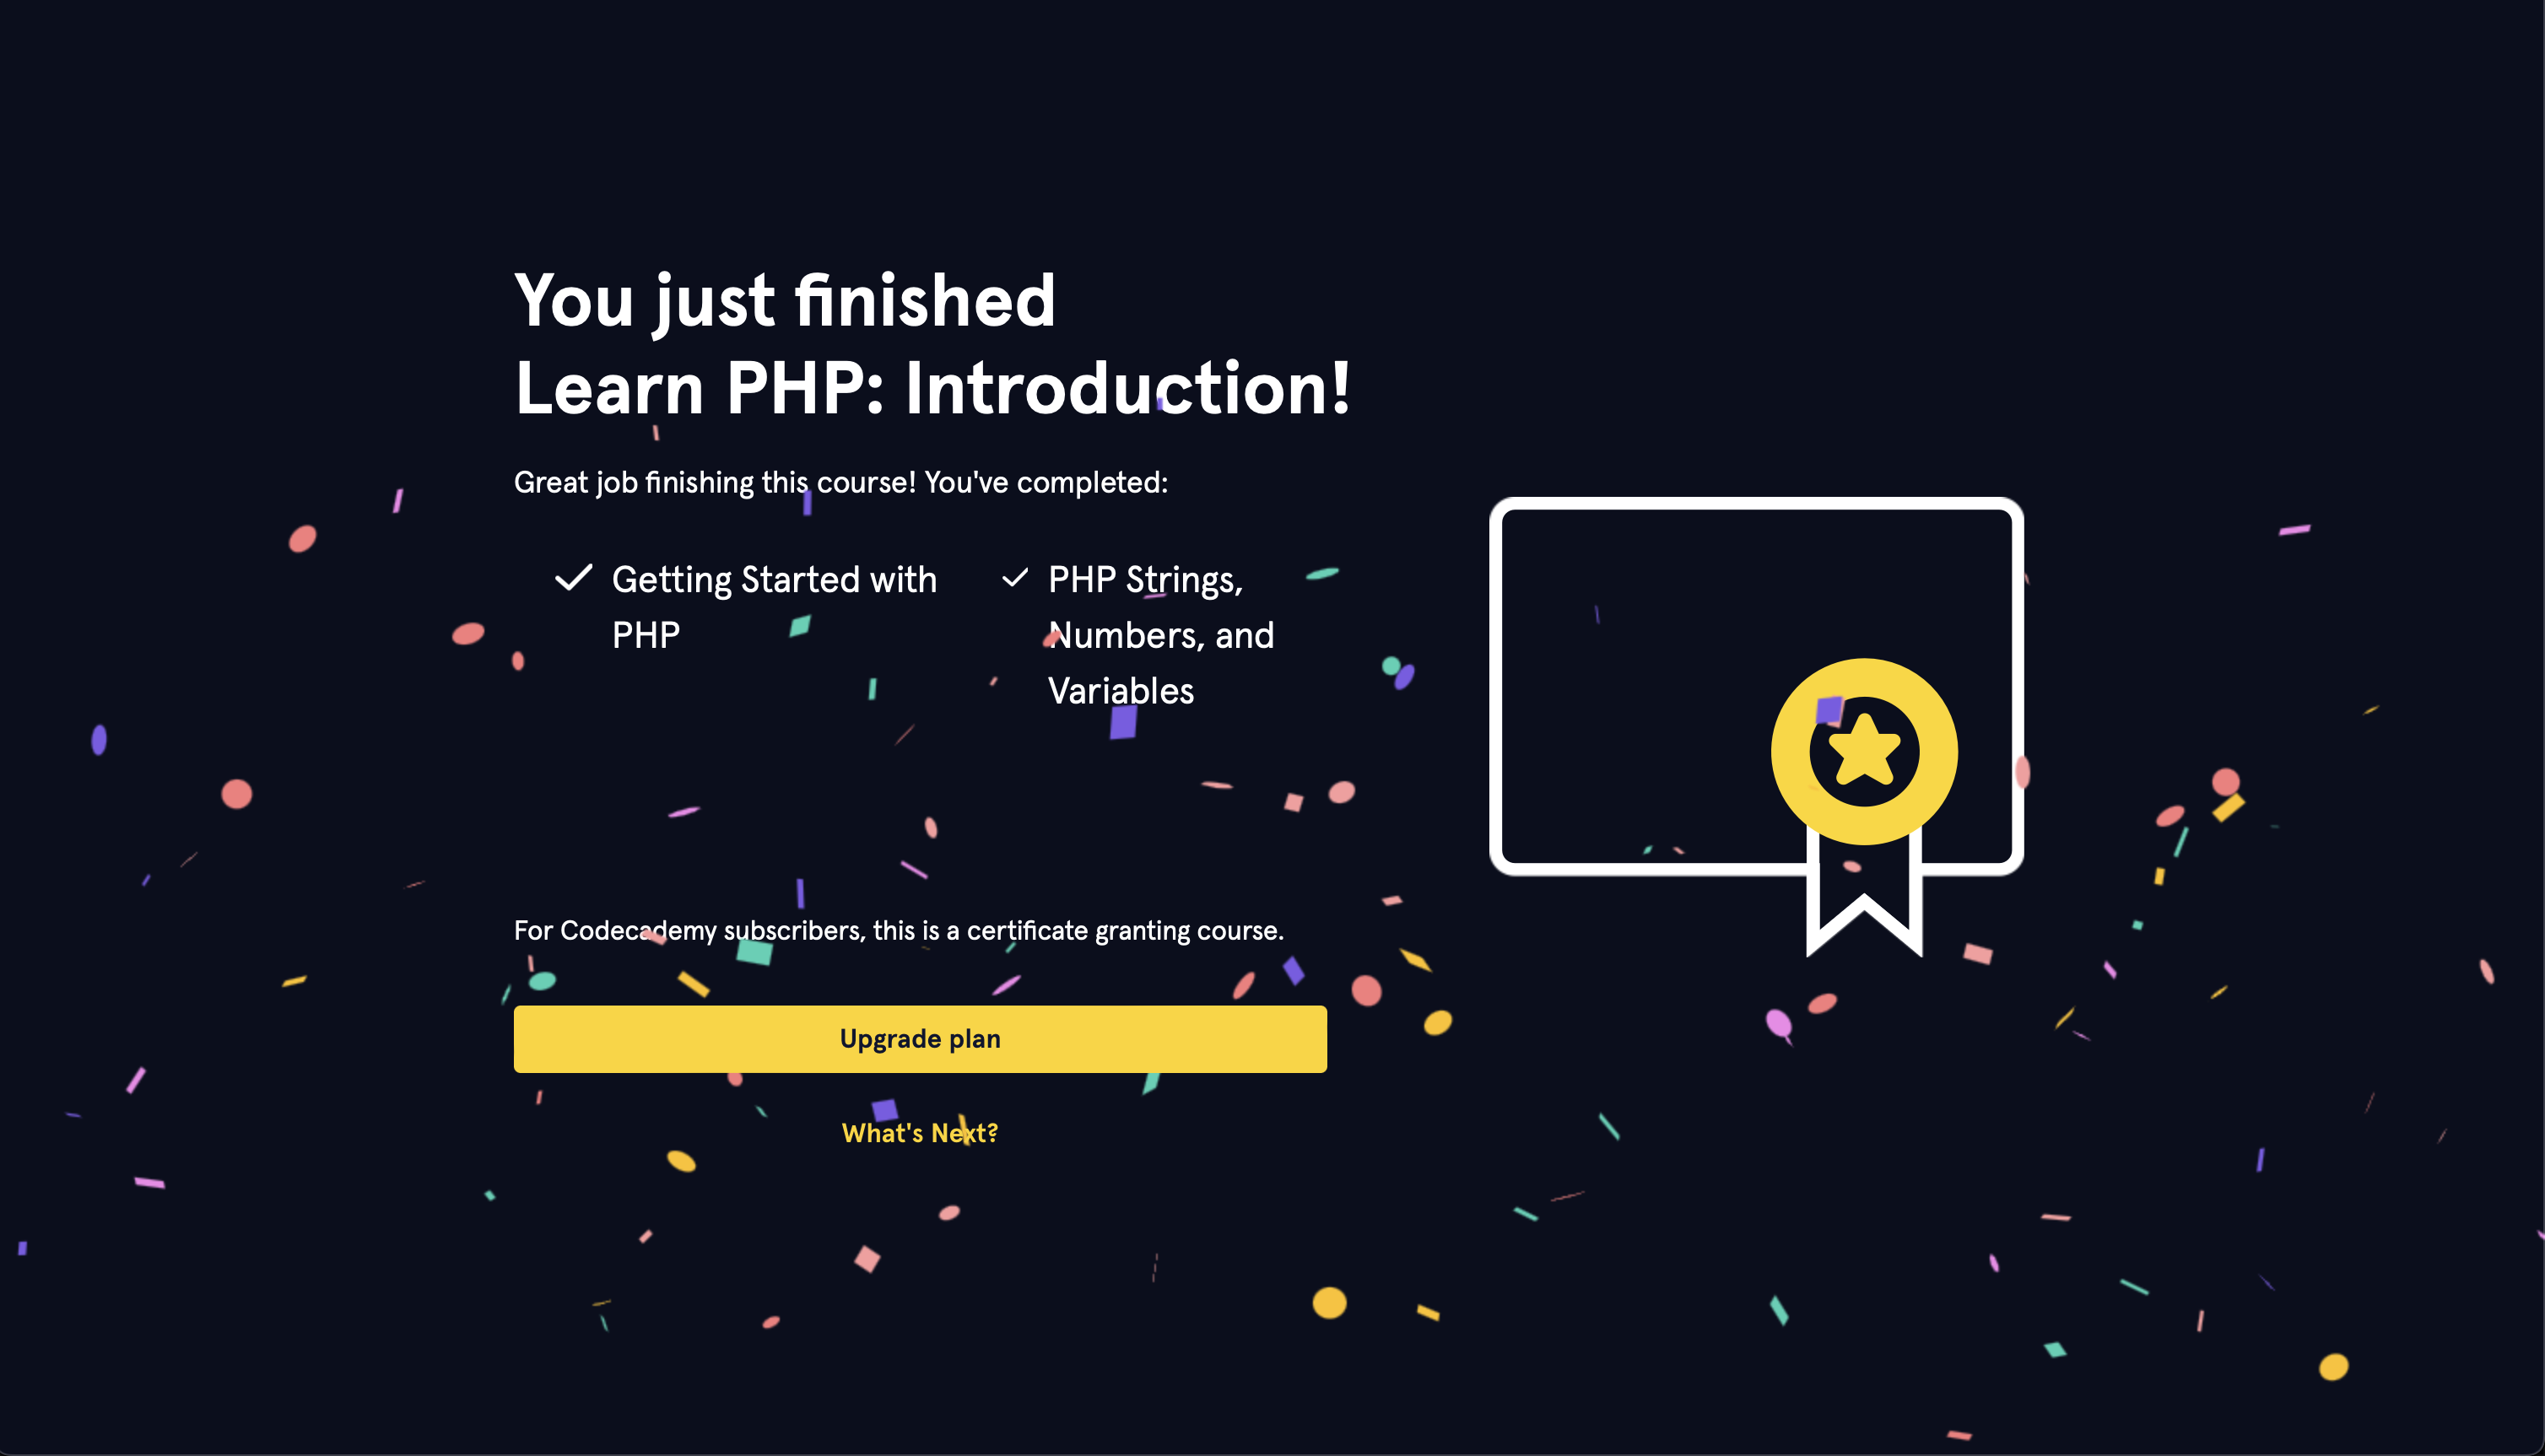 You just finished
Learn PHP: Introduction!
Great job finishing this course! You've completed:
Getting Started with
PHP
PHP Strings,
Numbers, and
Variables
For Codecademy subscribers, this is a certificate granting course.
Upgrade plan
What's Next?